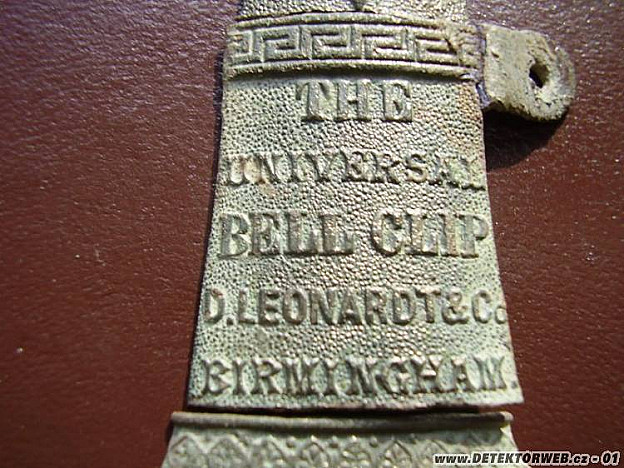 THE
UNIVERSAL
BELL CLIP
D. LEONARDT & Co
BIRMINGHAM.
www.DETEKTORWEB.cz - 01